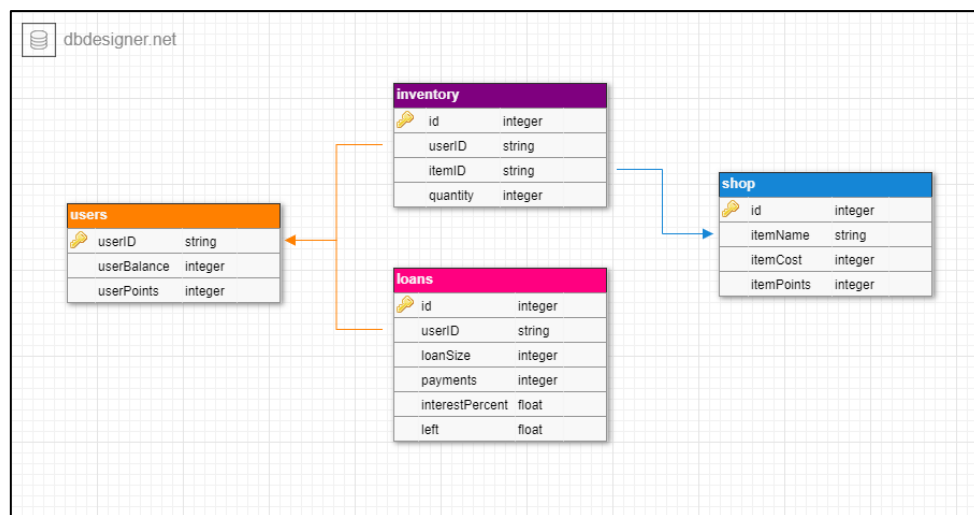 dbdesigner.net
inventory
id integer
userID string
itemID string
quantity integer
shop
id integer
itemName string
itemCost integer
itemPoints integer
users
userID string
userBalance integer
userPoints integer
loans
id integer
userID string
loanSize integer
payments integer
interestPercent float
left float